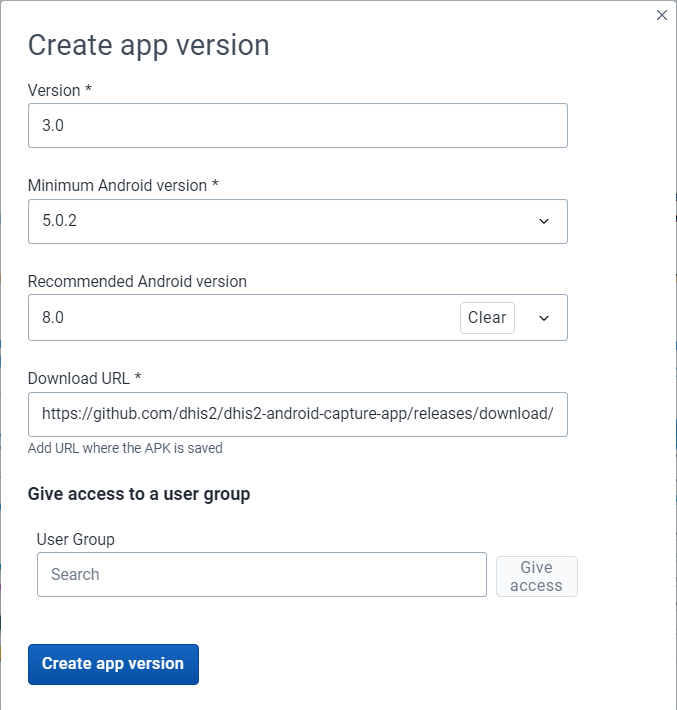 Create app version
Version *
3.0
Minimum Android version *
5.0.2
Recommended Android version
8.0
Clear
Download URL *
https://github.com/dhis2/dhis2-android-capture-app/releases/download/
Add URL where the APK is saved
Give access to a user group
User Group
Search
Give
access
Create app version